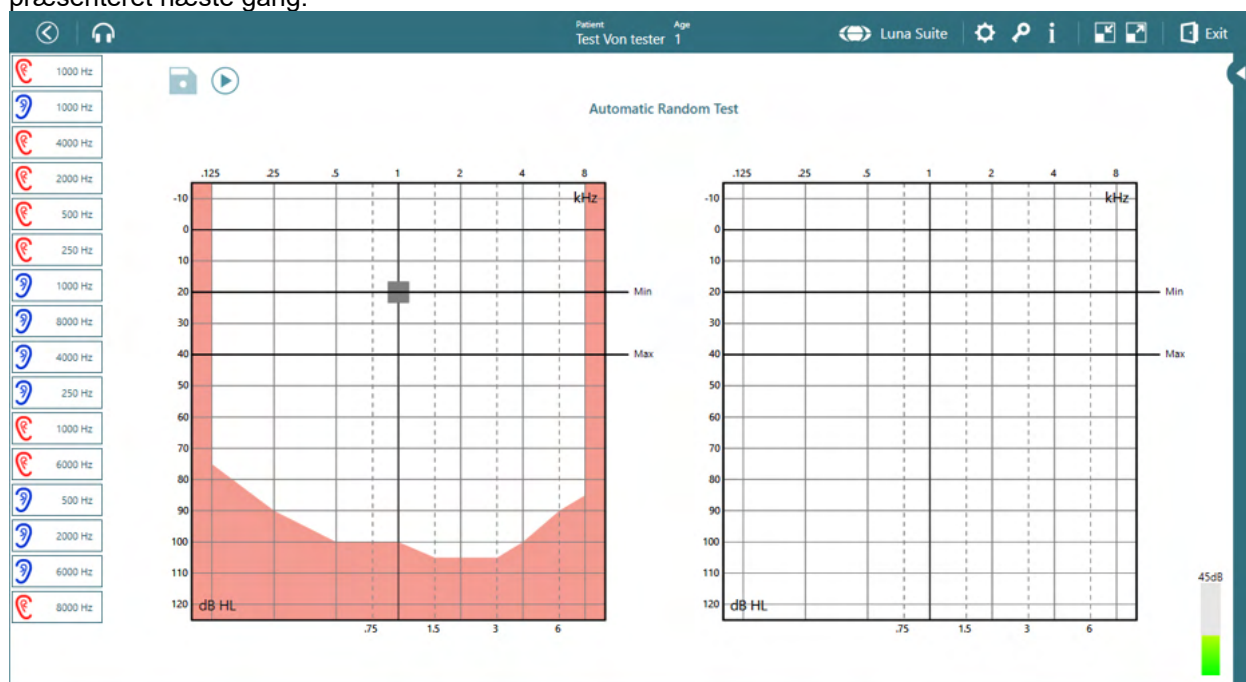 præsenteret næste gang.
Patient Age
Test Von tester 1
Luna Suite
Exit
1000 Hz
1000 Hz
4000 Hz
2000 Hz
500 Hz
250 Hz
1000 Hz
8000 Hz
4000 Hz
250 Hz
1000 Hz
6000 Hz
500 Hz
2000 Hz
6000 Hz
8000 Hz
Automatic Random Test
.125 .25 .5 1 2 4 8
kHz
-10
0
10
20
30
40
50
60
70
80
90
100
110
120
Min
Max
dB HL
.75 1.5 3 6
.125 .25 .5 1 2 4 8
kHz
-10
0
10
20
30
40
50
60
70
80
90
100
110
120
Min
Max
dB HL
.75 1.5 3 6
45dB